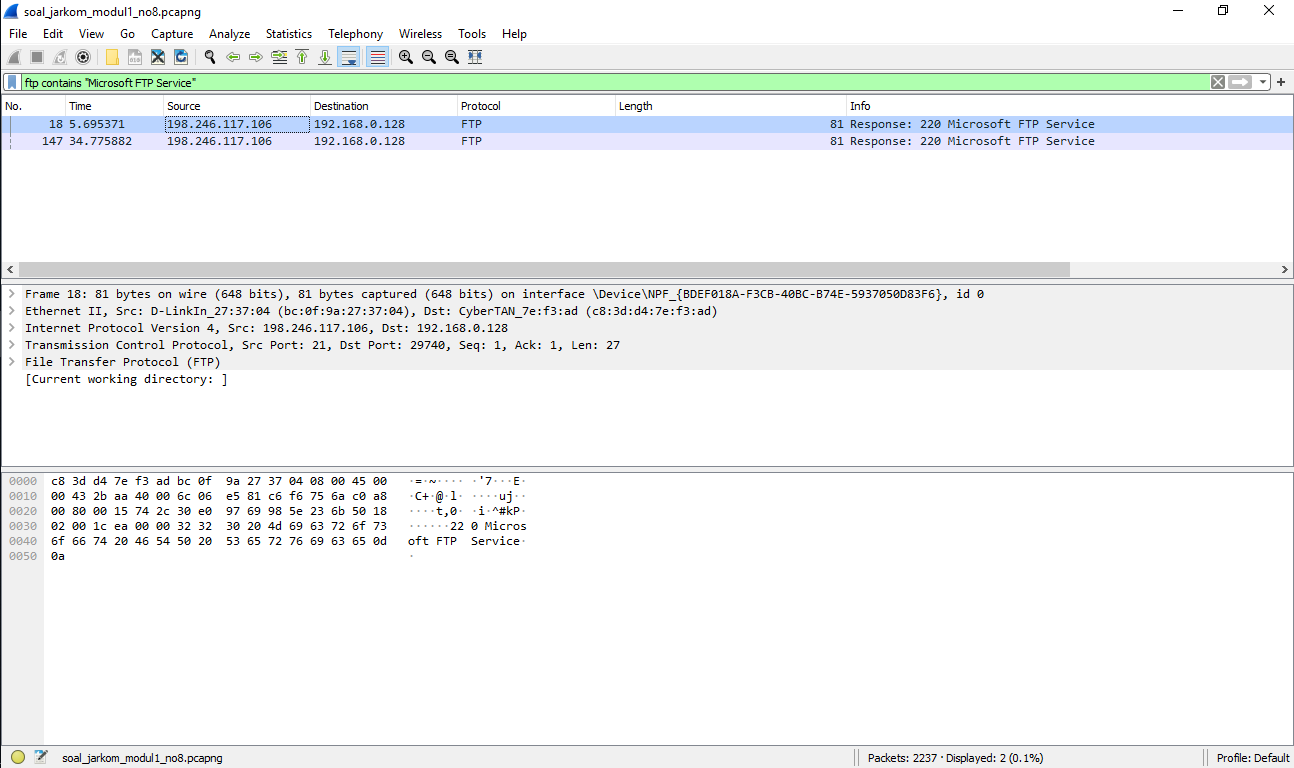 soal_jarkom_modul1_no8.pcapng
File Edit View Go Capture Analyze Statistics Telephony Wireless Tools Help
ftp contains "Microsoft FTP Service"
No. Time Source Destination Protocol Length Info
18 5.695371 198.246.117.106 192.168.0.128 FTP 81 Response: 220 Microsoft FTP Service
147 34.775882 198.246.117.106 192.168.0.128 FTP 81 Response: 220 Microsoft FTP Service
Frame 18: 81 bytes on wire (648 bits), 81 bytes captured (648 bits) on interface \Device\NPF_{BDEF018A-F3CB-40BC-B74E-5937050D83F6}, id 0
Ethernet II, Src: D-LinkIn_27:37:04 (bc:0f:9a:27:37:04), Dst: CyberTAN_7e:f3:ad (c8:3d:d4:7e:f3:ad)
Internet Protocol Version 4, Src: 198.246.117.106, Dst: 192.168.0.128
Transmission Control Protocol, Src Port: 21, Dst Port: 29740, Seq: 1, Ack: 1, Len: 27
File Transfer Protocol (FTP)
[Current working directory: ]
0000 c8 3d d4 7e f3 ad bc 0f 9a 27 37 04 08 00 45 00 ·=·~···· ·'7···E·
0010 00 43 2b aa 40 00 6c 06 e5 81 c6 f6 75 6a c0 a8 ·C+·@·l· ····uj··
0020 00 80 00 15 74 2c 30 e0 97 69 98 5e 23 6b 50 18 ····t,0· ·i·^#kP·
0030 02 00 1c ea 00 00 32 32 30 20 4d 69 63 72 6f 73 ······22 0 Micros
0040 6f 66 74 20 46 54 50 20 53 65 72 76 69 63 65 0d oft FTP Service·
0050 0a ·
soal_jarkom_modul1_no8.pcapng Packets: 2237 · Displayed: 2 (0.1%) Profile: Default